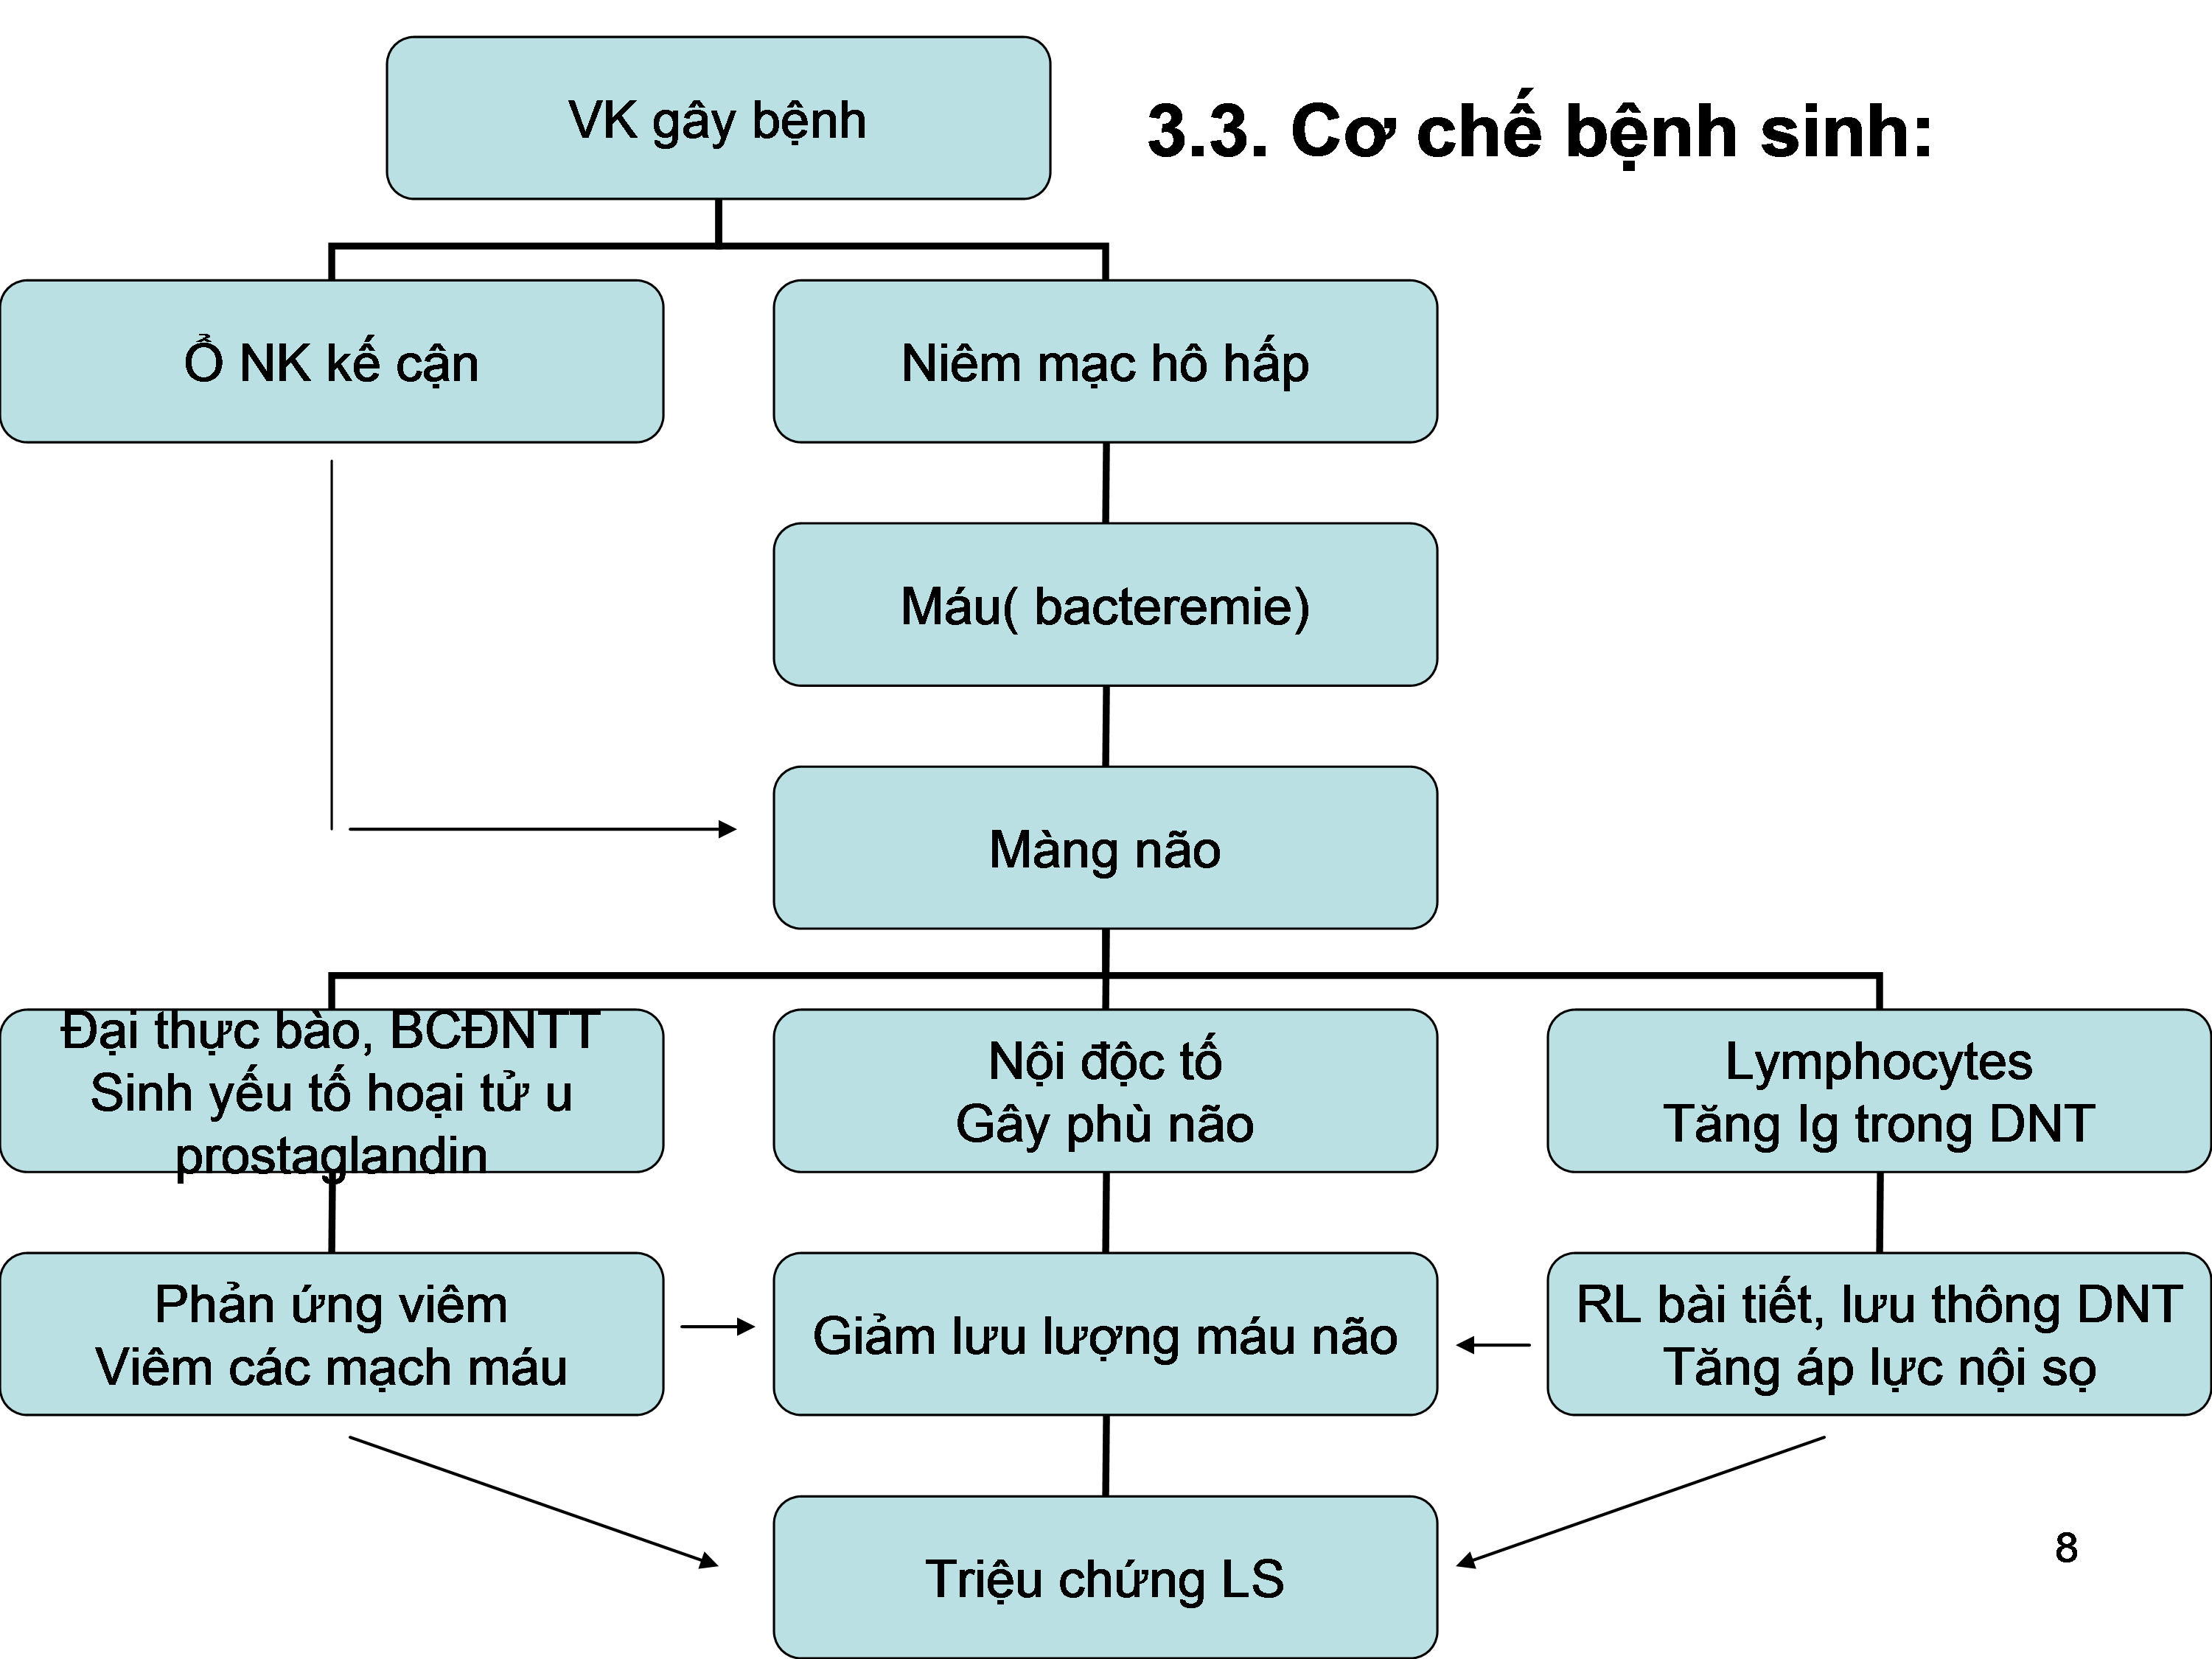 VK gây bệnh
3.3. Cơ chế bệnh sinh:
Ổ NK kế cận
Niêm mạc hô hấp
Máu( bacteremie)
Màng não
Đại thực bào, BCĐNTT
Sinh yếu tố hoại tử u
prostaglandin
Nội độc tố
Gây phù não
Lymphocytes
Tăng Ig trong DNT
Phản ứng viêm
Viêm các mạch máu
Giảm lưu lượng máu não
RL bài tiết, lưu thông DNT
Tăng áp lực nội sọ
Triệu chứng LS
8